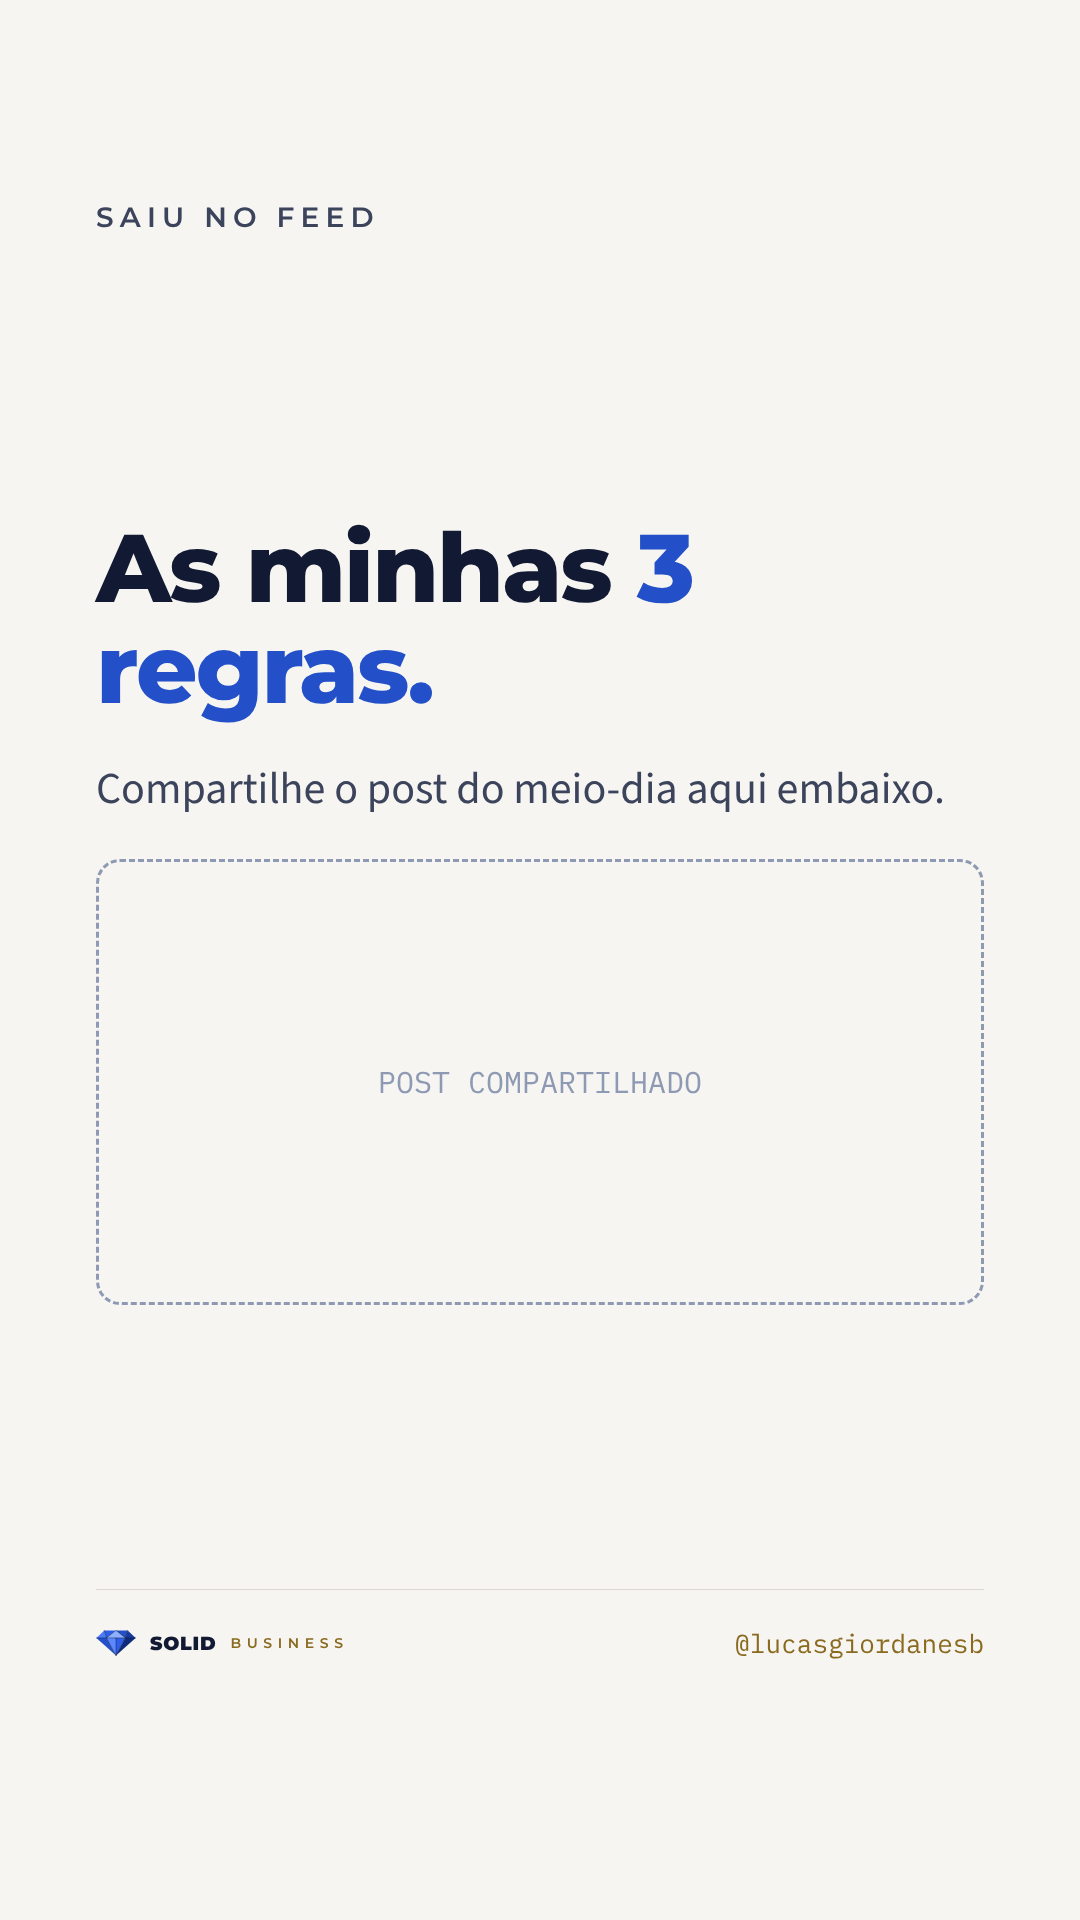 SAIU NO FEED
As minhas 3
regras.
Compartilhe o post do meio-dia aqui embaixo.
POST COMPARTILHADO
SOLID BUSINESS
@lucasgiordanesb